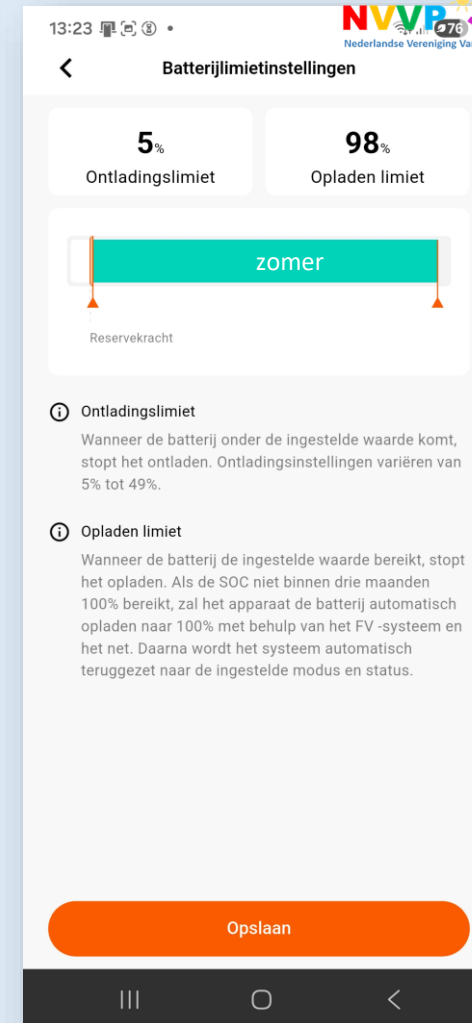 13:23
NVVP
76
Nederlandse Vereniging
Batterijlimietinstellingen
5%
98%
Ontladingslimiet
Opladen limiet
zomer
Reservekracht
Ontladingslimiet
Wanneer de batterij onder de ingestelde waarde komt,
stopt het ontladen. Ontladingsinstellingen variëren van
5% tot 49%.
Opladen limiet
Wanneer de batterij de ingestelde waarde bereikt, stopt
het opladen. Als de SOC niet binnen drie maanden
100% bereikt, zal het apparaat de batterij automatisch
opladen naar 100% met behulp van het FV -systeem en
het net. Daarna wordt het systeem automatisch
teruggezet naar de ingestelde modus en status.
Opslaan